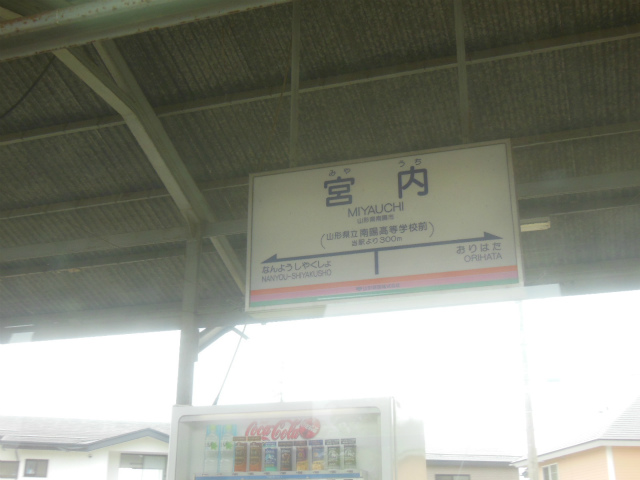 みや うち
宮 内
MIYAUCHI
山形県南陽市
(山形県立南陽高等学校前)
当駅より300m
なんようしやくしょ おりはた
NANYOU-SHIYAKUSHO ORIHATA
Coca-Cola